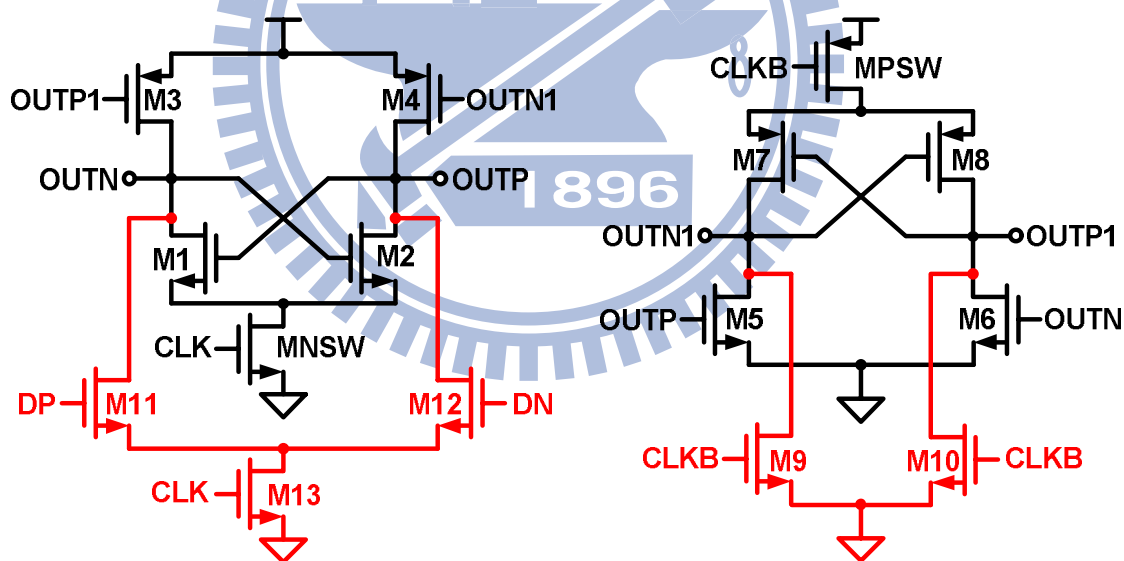 CLKB
MPSW
OUTP1
M3
M4
OUTN1
M7
M8
OUTN
OUTP
1896
OUTN1
OUTP1
M1
M2
OUTP
M5
M6
OUTN
CLK
MNSW
DP
M11
M12
DN
CLKB
M9
M10
CLKB
CLK
M13